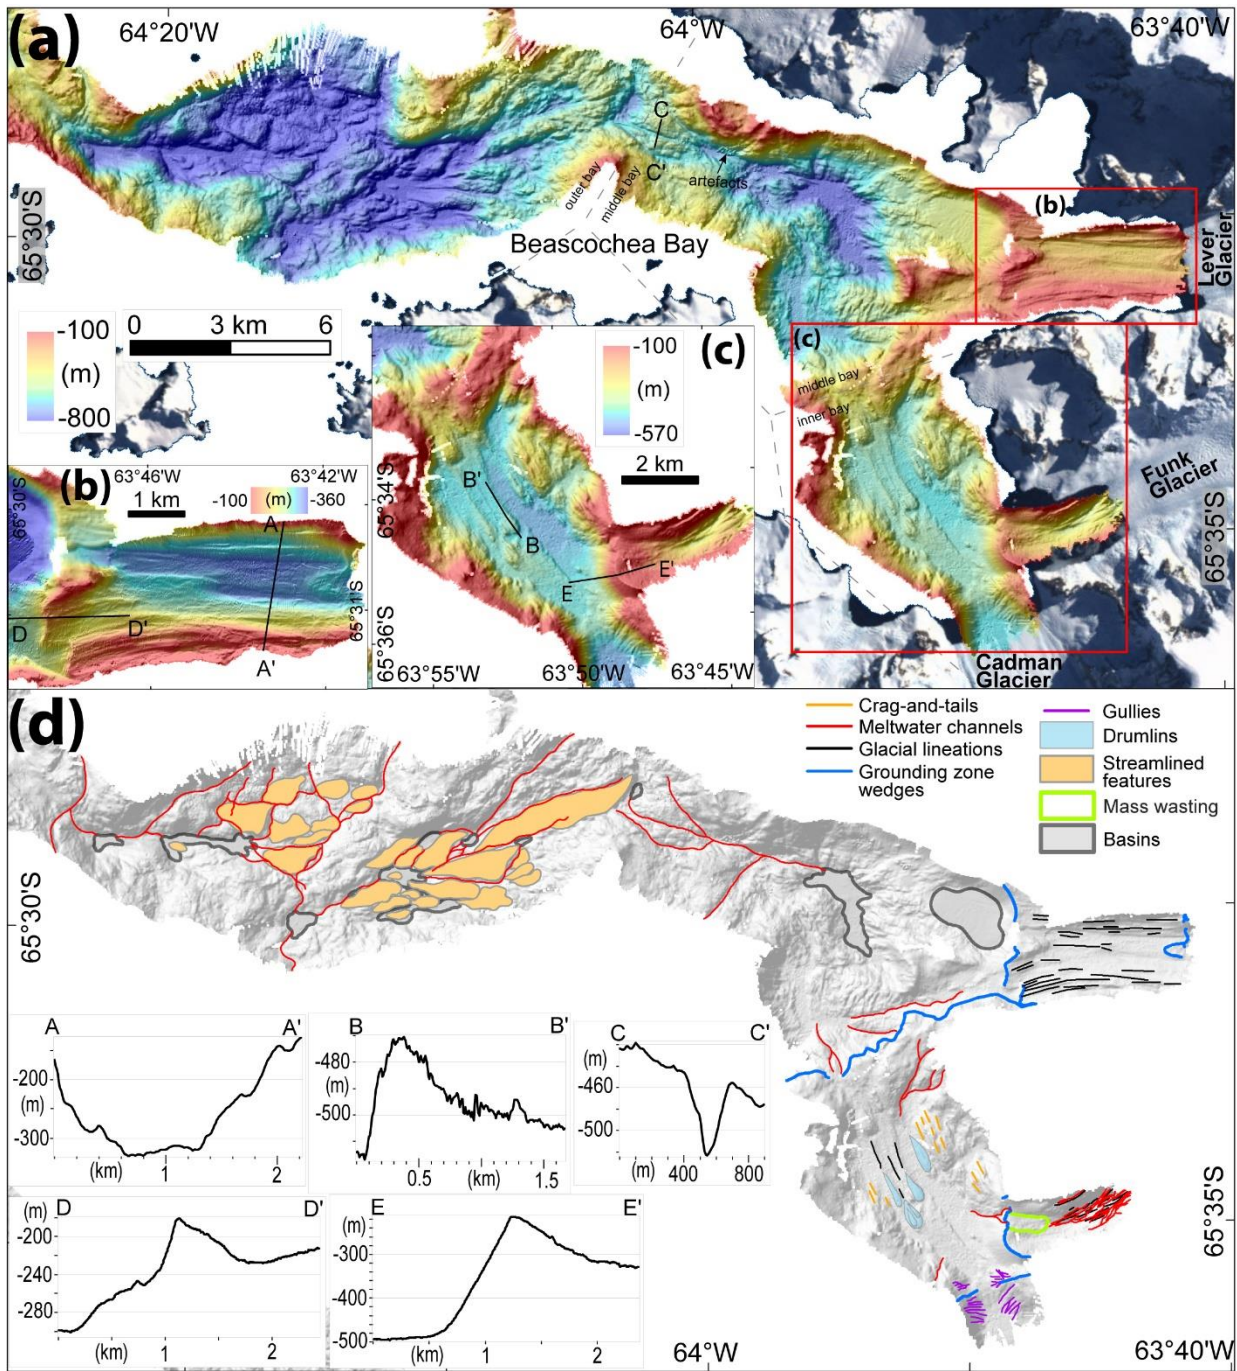 (a)
64°20'W
64°W
63°40'W
C
C'
artefacts
outer bay
middle bay
(b)
65°30'S
Beascochea Bay
Lever
Glacier
-100
(m)
-800
0 3 km 6
(c)
-100
(m)
-570
2 km
(c)
middle bay
inner bay
Funk
Glacier
63°46'W
63°42'W
(b)
1 km
-100 (m) -360
65°30'S
A
65°31'S
D
D'
A'
65°34'S
B'
B
E
E'
65°36'S
63°55'W
63°50'W
63°45'W
65°35'S
Cadman
Glacier
(d)
Crag-and-tails
Meltwater channels
Glacial lineations
Grounding zone
wedges
Gullies
Drumlins
Streamlined
features
Mass wasting
Basins
65°30'S
A
A'
-200
(m)
-300
(km)
1
2
B
B'
(m)
-480
-500
0.5
(km)
1.5
C
C'
(m)
-460
-500
(m)
400
800
D
D'
(m)
-200
-240
-280
(km)
1
2
E
E'
(m)
-300
-400
-500
(km)
1
2
65°35'S
64°W
63°40'W